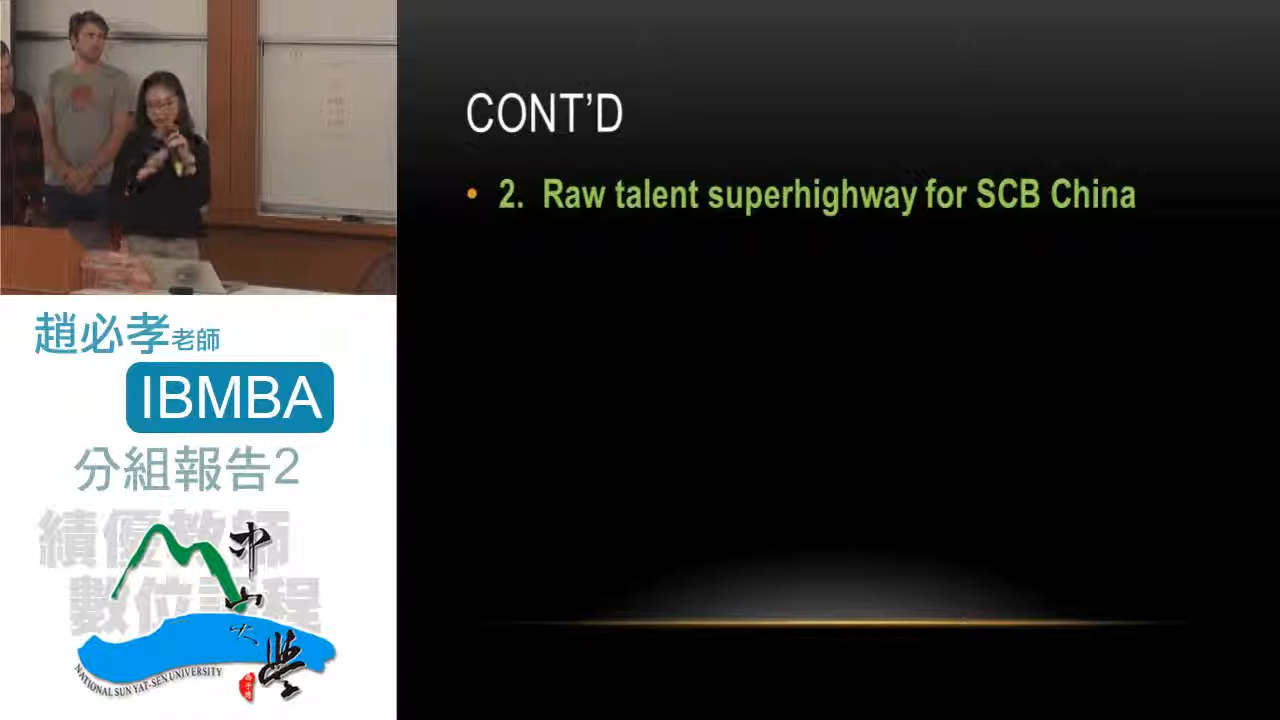 CONT'D
• 2. Raw talent superhighway for SCB China
趙必孝老師
IBMBA
分組報告2
績優教師
數位課程
中山大學
NATIONAL SUN YAT-SEN UNIVERSITY